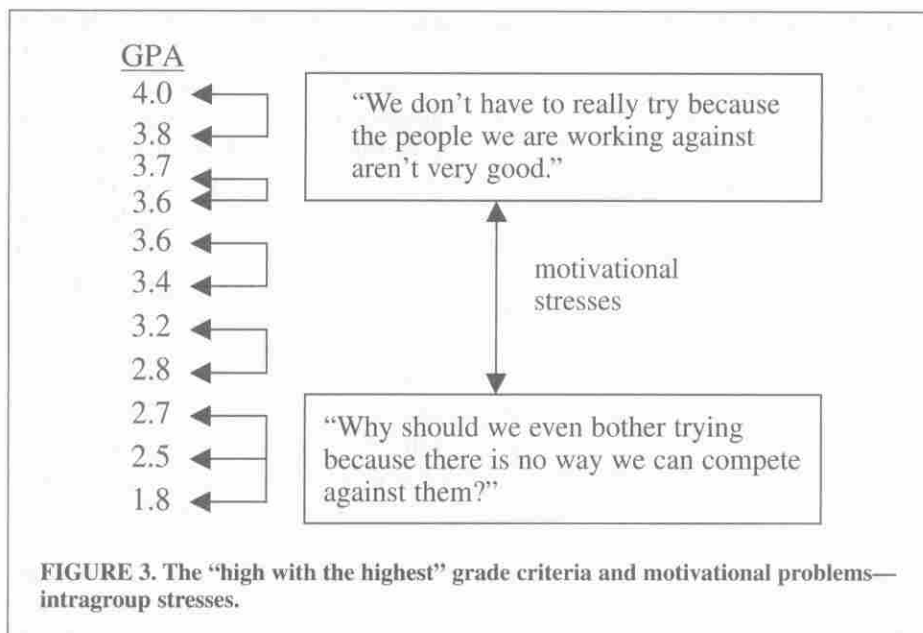 GPA
4.0
3.8
3.7
3.6
3.6
3.4
3.2
2.8
2.7
2.5
1.8
“We don’t have to really try because
the people we are working against
aren’t very good.”
motivational
stresses
“Why should we even bother trying
because there is no way we can compete
against them?”
FIGURE 3. The “high with the highest” grade criteria and motivational problems—
intragroup stresses.